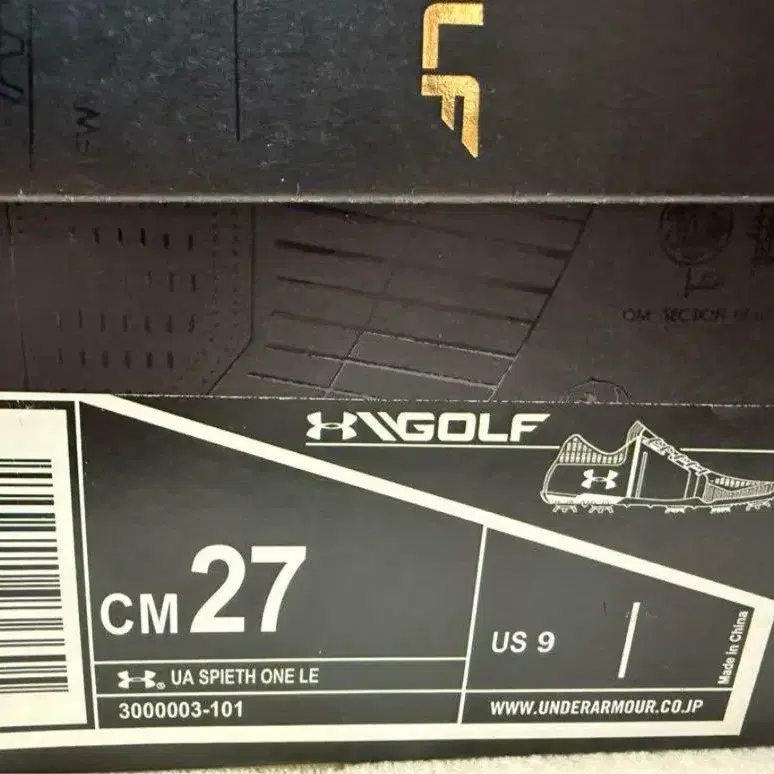 LF
GOLF
CM 27
US 9
UA SPIETH ONE LE
3000003-101
WWW.UNDERARMOUR.CO.JP
Made in China